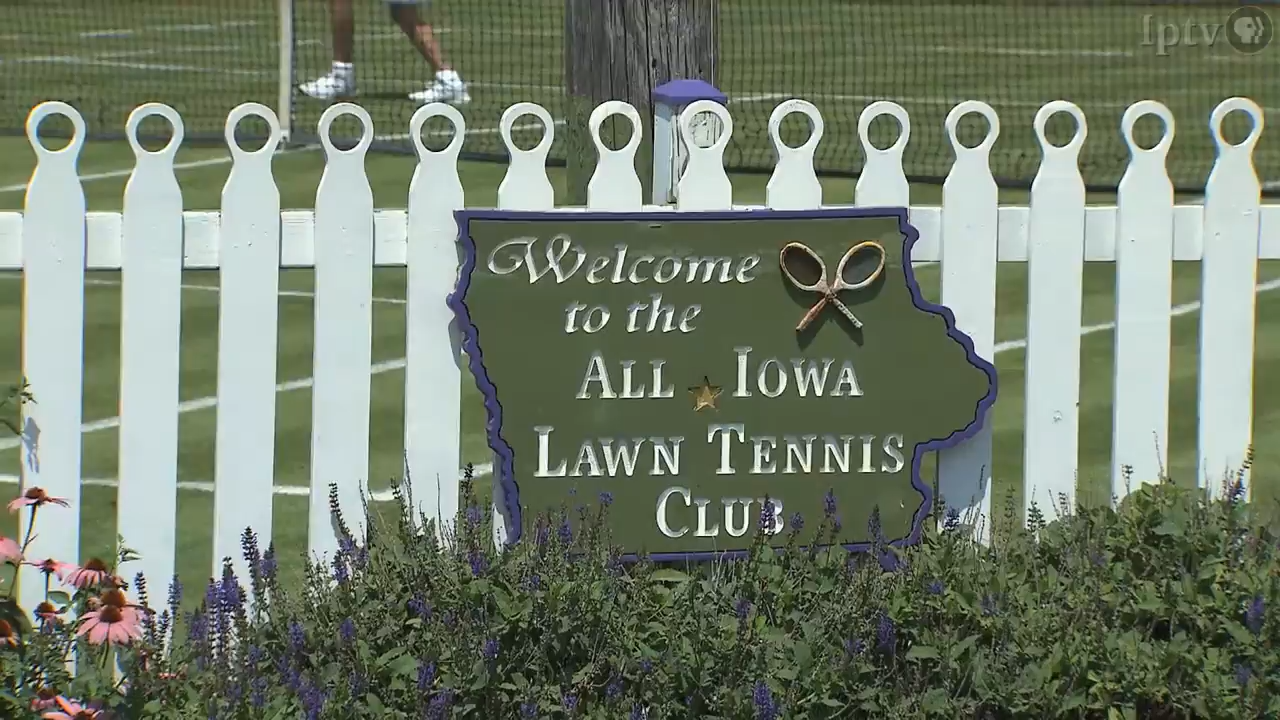 Iptv
Welcome
to the
ALL IOWA
LAWN TENNIS
CLUB